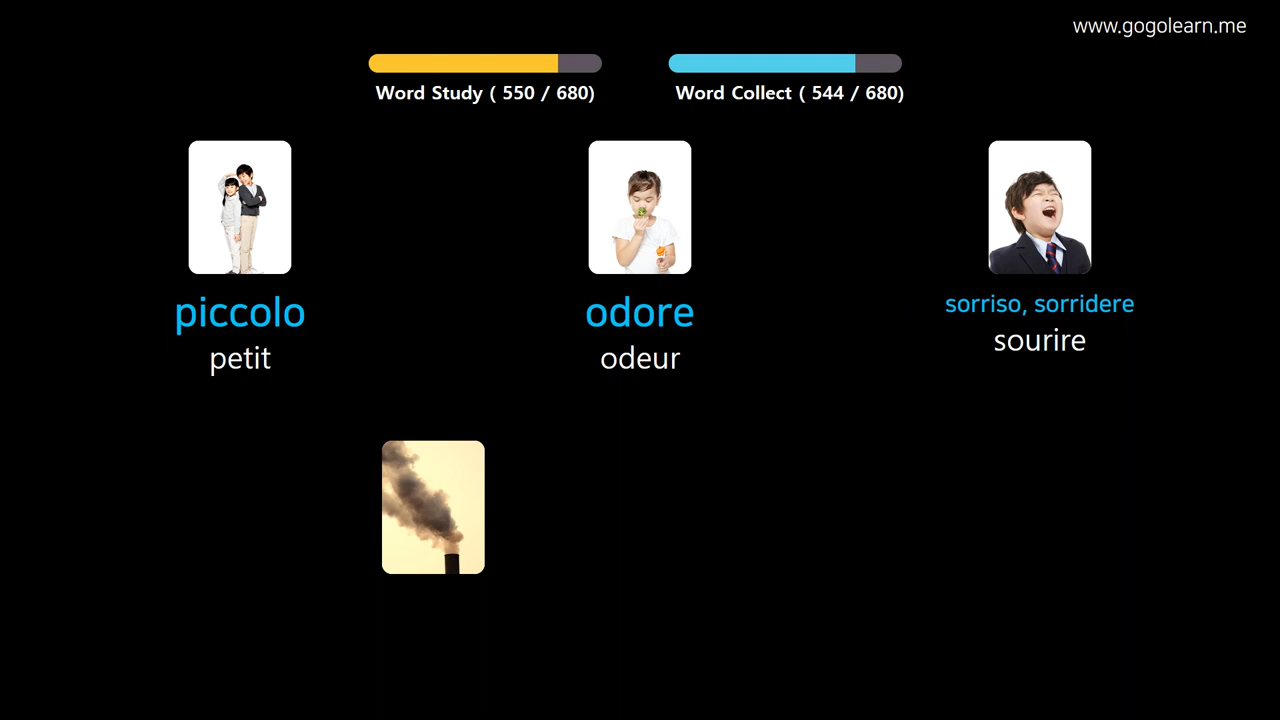 www.gogolearn.me
Word Study ( 550 / 680)
Word Collect ( 544 / 680)
piccolo
petit
odore
odeur
sorriso, sorridere
sourire